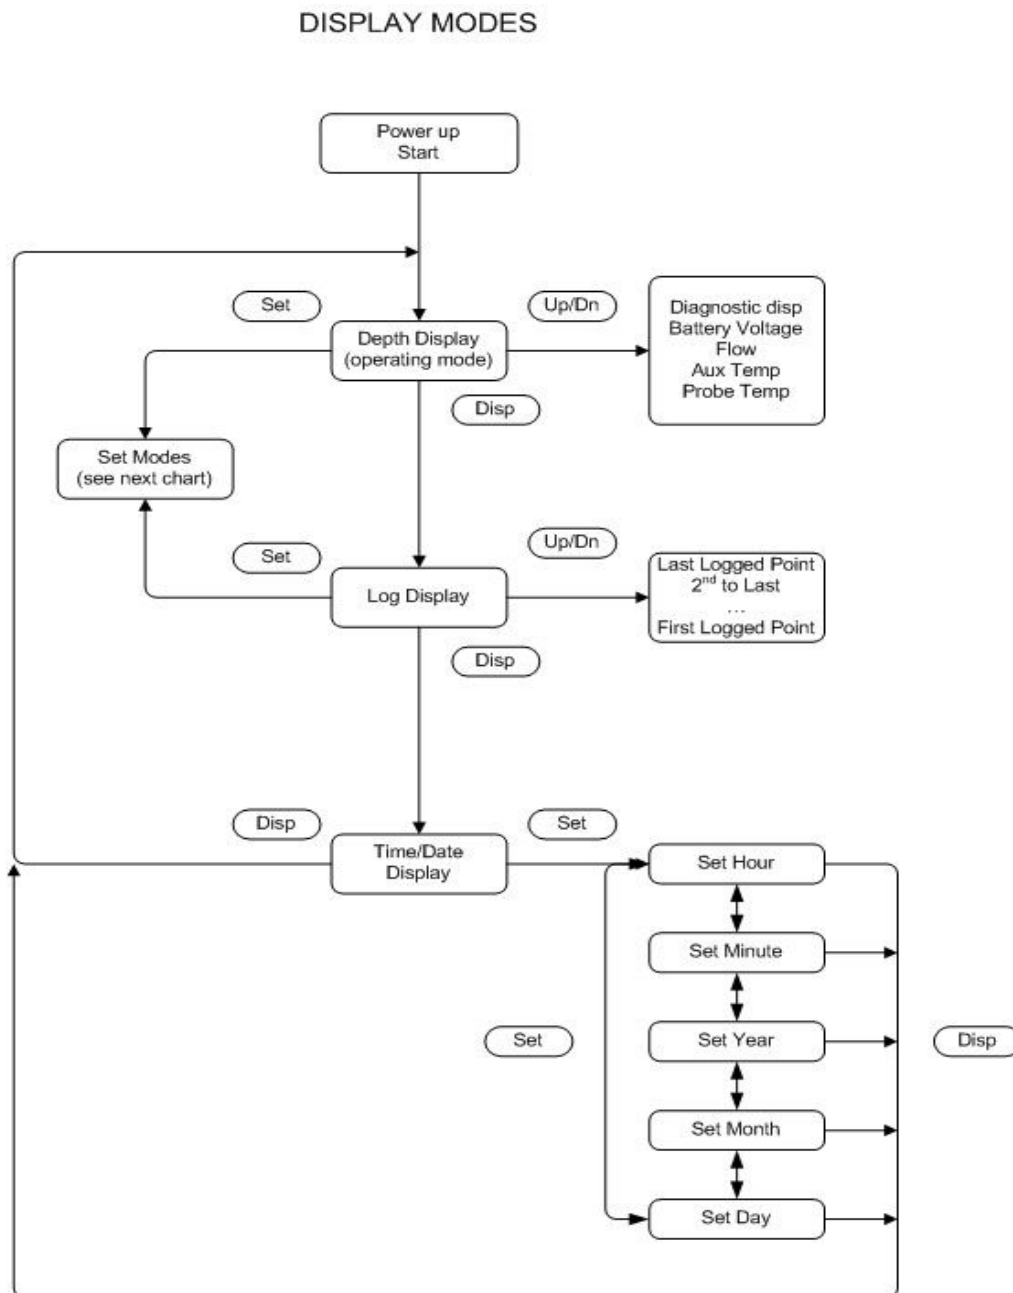 DISPLAY MODES
Power up
Start
Set
Up/Dn
Depth Display
(operating mode)
Diagnostic disp
Battery Voltage
Flow
Aux Temp
Probe Temp
Disp
Set Modes
(see next chart)
Set
Up/Dn
Log Display
Last Logged Point
2nd to Last
...
First Logged Point
Disp
Disp
Set
Time/Date
Display
Set Hour
Set Minute
Set Year
Set
Disp
Set Month
Set Day